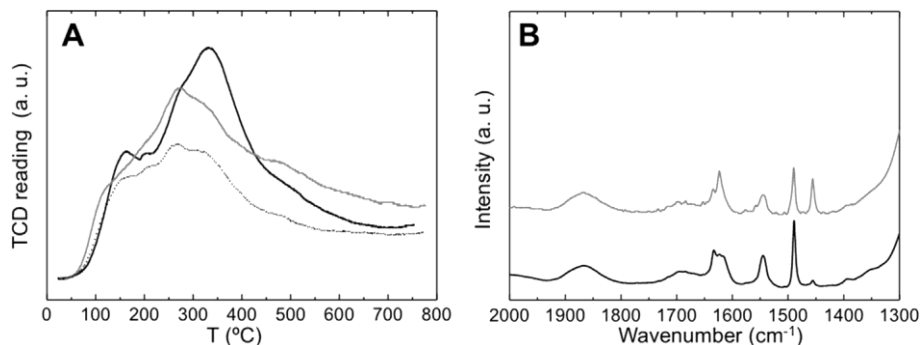 A
TCD reading (a. u.)
0 100 200 300 400 500 600 700 800
T (ºC)
B
Intensity (a. u.)
2000 1900 1800 1700 1600 1500 1400 1300
Wavenumber (cm-1)